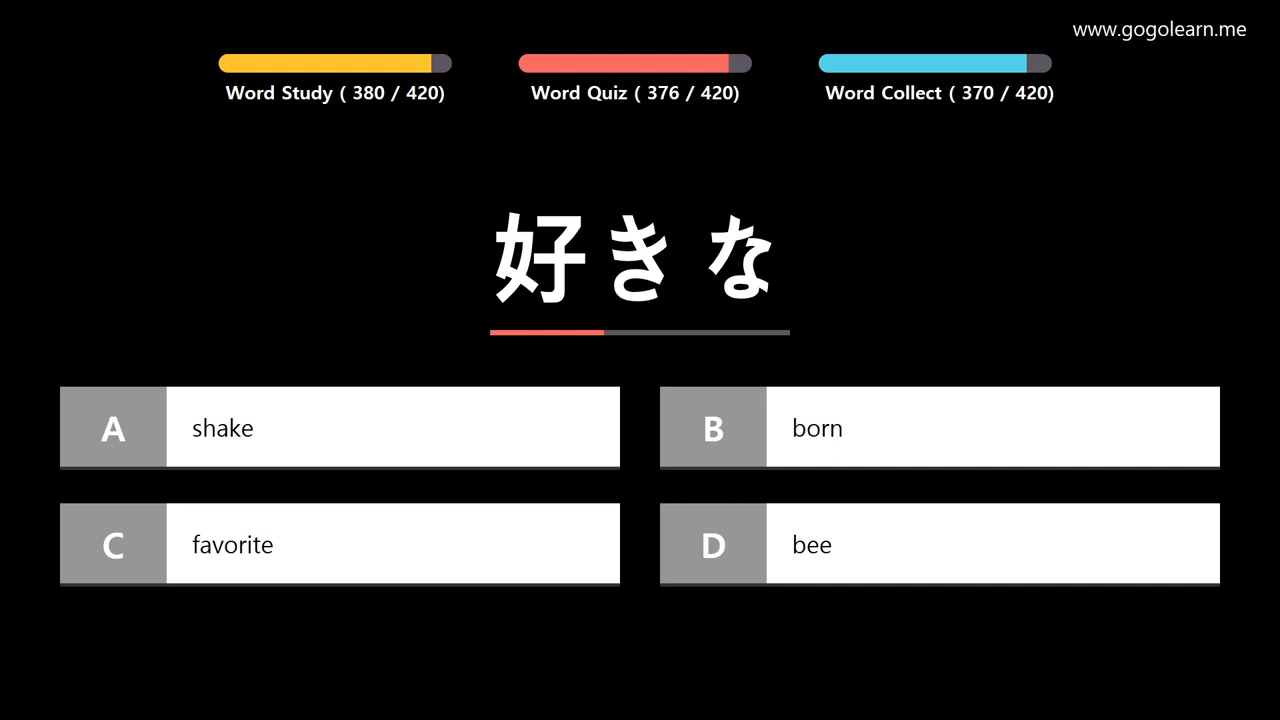 www.gogolearn.me
Word Study ( 380 / 420)
Word Quiz ( 376 / 420)
Word Collect ( 370 / 420)
好きな
A shake
B born
C favorite
D bee